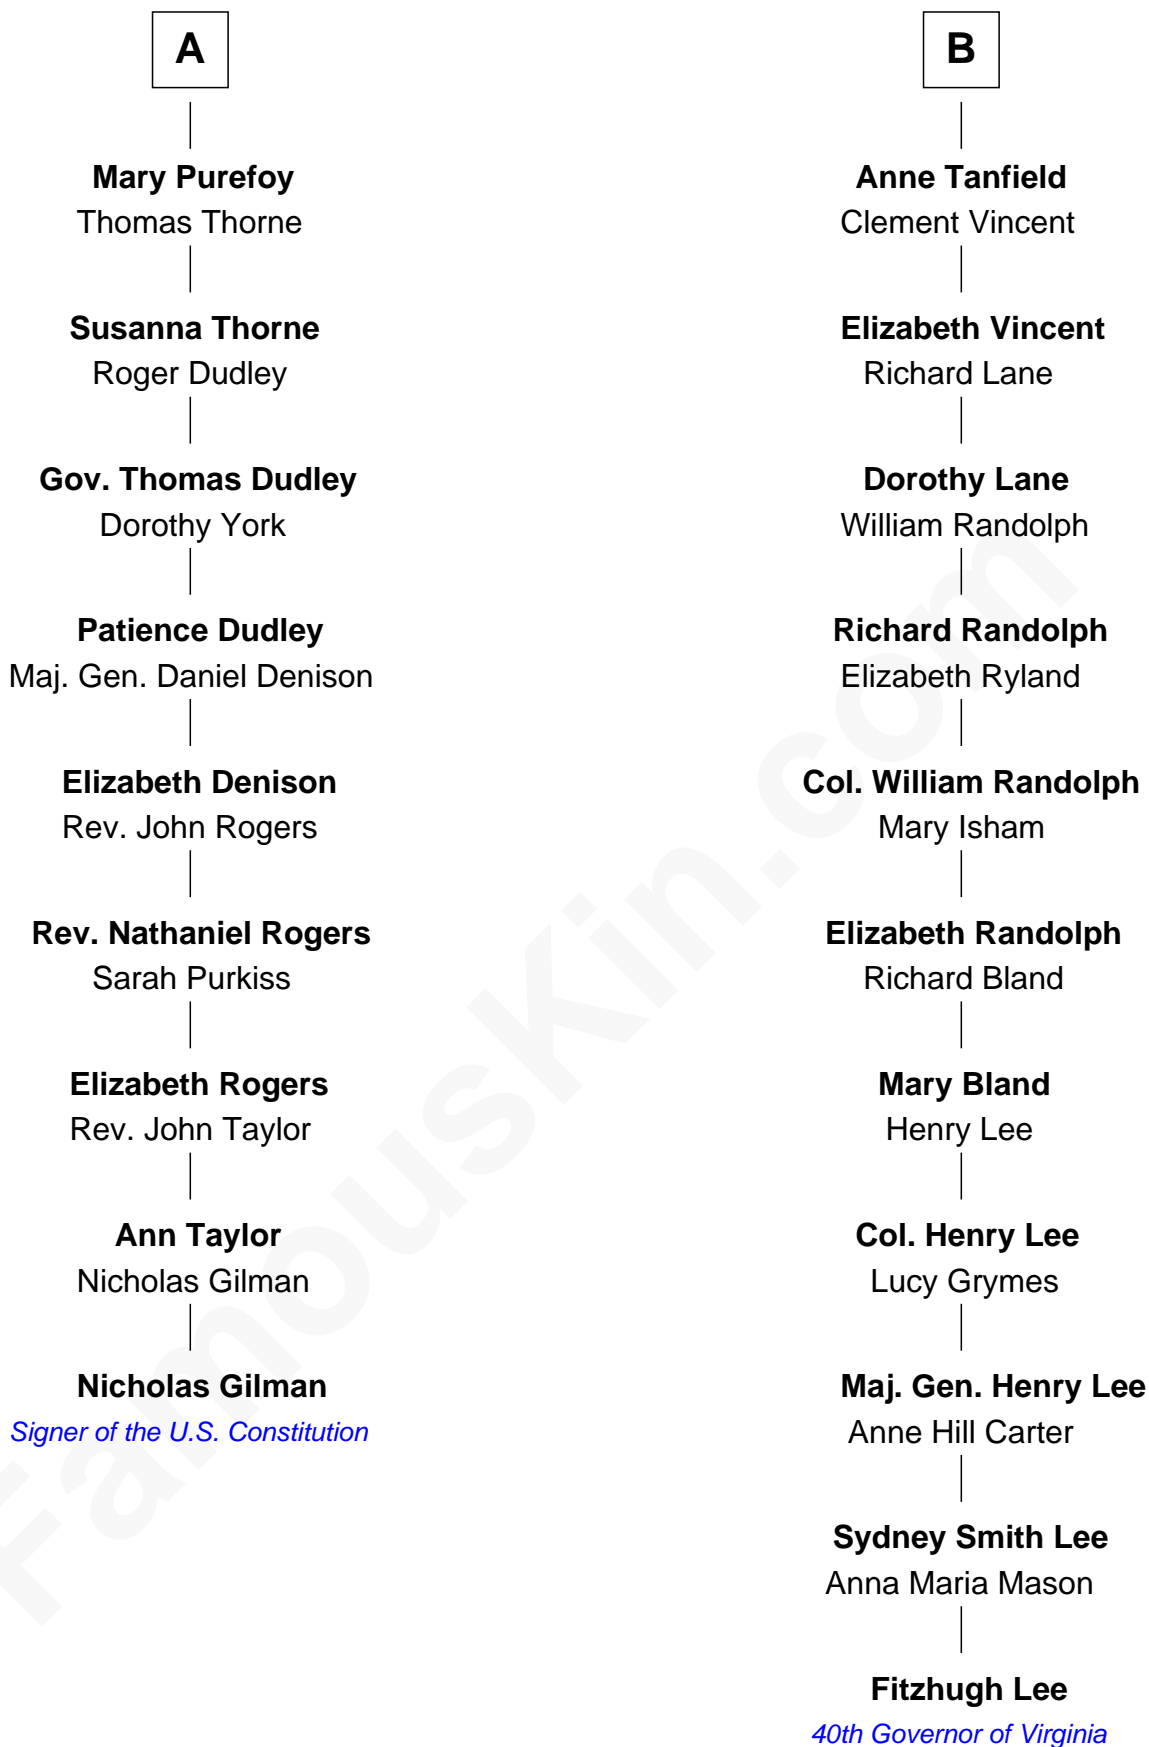 A
Mary Purefoy
Thomas Thorne
Susanna Thorne
Roger Dudley
Gov. Thomas Dudley
Dorothy York
Patience Dudley
Maj. Gen. Daniel Denison
Elizabeth Denison
Rev. John Rogers
Rev. Nathaniel Rogers
Sarah Purkiss
Elizabeth Rogers
Rev. John Taylor
Ann Taylor
Nicholas Gilman
Nicholas Gilman
Signer of the U.S. Constitution
B
Anne Tanfield
Clement Vincent
Elizabeth Vincent
Richard Lane
Dorothy Lane
William Randolph
Richard Randolph
Elizabeth Ryland
Col. William Randolph
Mary Isham
Elizabeth Randolph
Richard Bland
Mary Bland
Henry Lee
Col. Henry Lee
Lucy Grymes
Maj. Gen. Henry Lee
Anne Hill Carter
Sydney Smith Lee
Anna Maria Mason
Fitzhugh Lee
40th Governor of Virginia
FamousKin.com